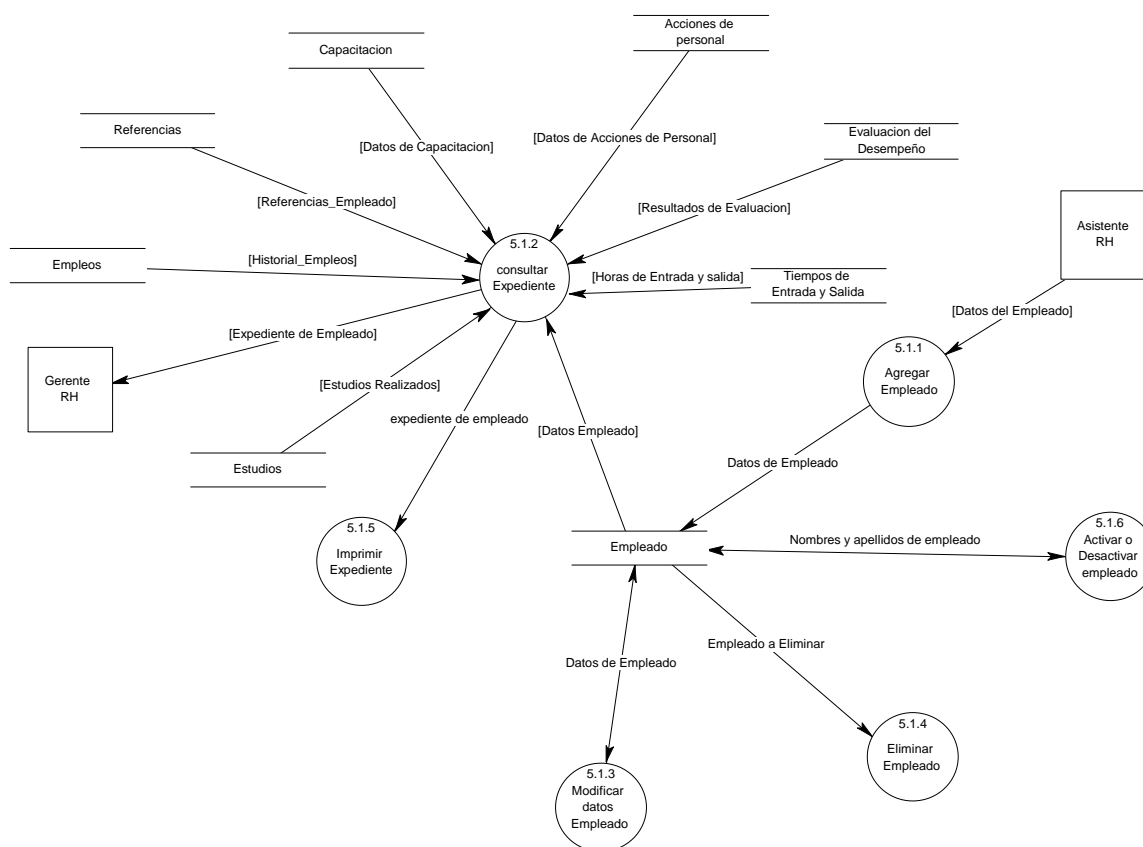 Acciones de
personal
Capacitacion
Referencias
[Datos de Capacitacion]
[Datos de Acciones de Personal]
Evaluacion del
Desempeño
[Referencias_Empleado]
[Resultados de Evaluacion]
Asistente
RH
5.1.2
consultar
Expediente
Empleos
[Historial_Empleos]
[Horas de Entrada y salida]
Tiempos de
Entrada y Salida
[Datos del Empleado]
[Expediente de Empleado]
5.1.1
Agregar
Empleado
Gerente
RH
[Estudios Realizados]
expediente de empleado
[Datos Empleado]
Estudios
Datos de Empleado
5.1.5
Imprimir
Expediente
Empleado
Nombres y apellidos de empleado
5.1.6
Activar o
Desactivar
empleado
Empleado a Eliminar
Datos de Empleado
5.1.4
Eliminar
Empleado
5.1.3
Modificar
datos
Empleado